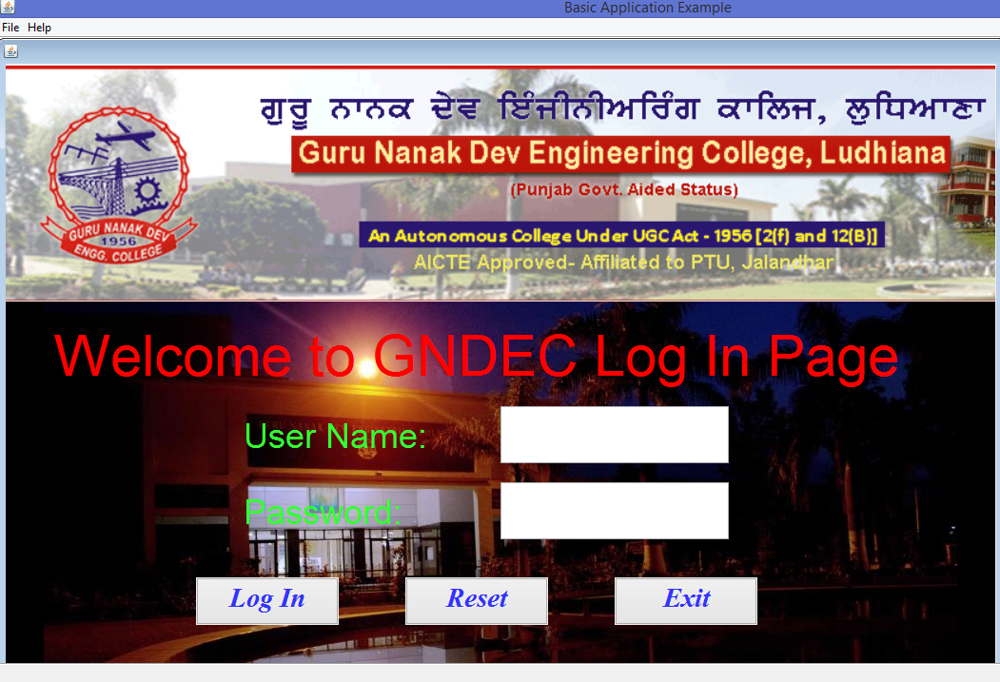 Basic Application Example
File Help
ਗੁਰੂ ਨਾਨਕ ਦੇਵ ਇੰਜੀਨੀਅਰਿੰਗ ਕਾਲਿਜ, ਲੁਧਿਆਣਾ
Guru Nanak Dev Engineering College, Ludhiana
(Punjab Govt. Aided Status)
An Autonomous College Under UGC Act - 1956 [2(f) and 12(B)]
AICTE Approved- Affiliated to PTU, Jalandhar
GURU NANAK DEV
1956
ENGG. COLLEGE
Welcome to GNDEC Log In Page
User Name:
Password:
Log In Reset Exit